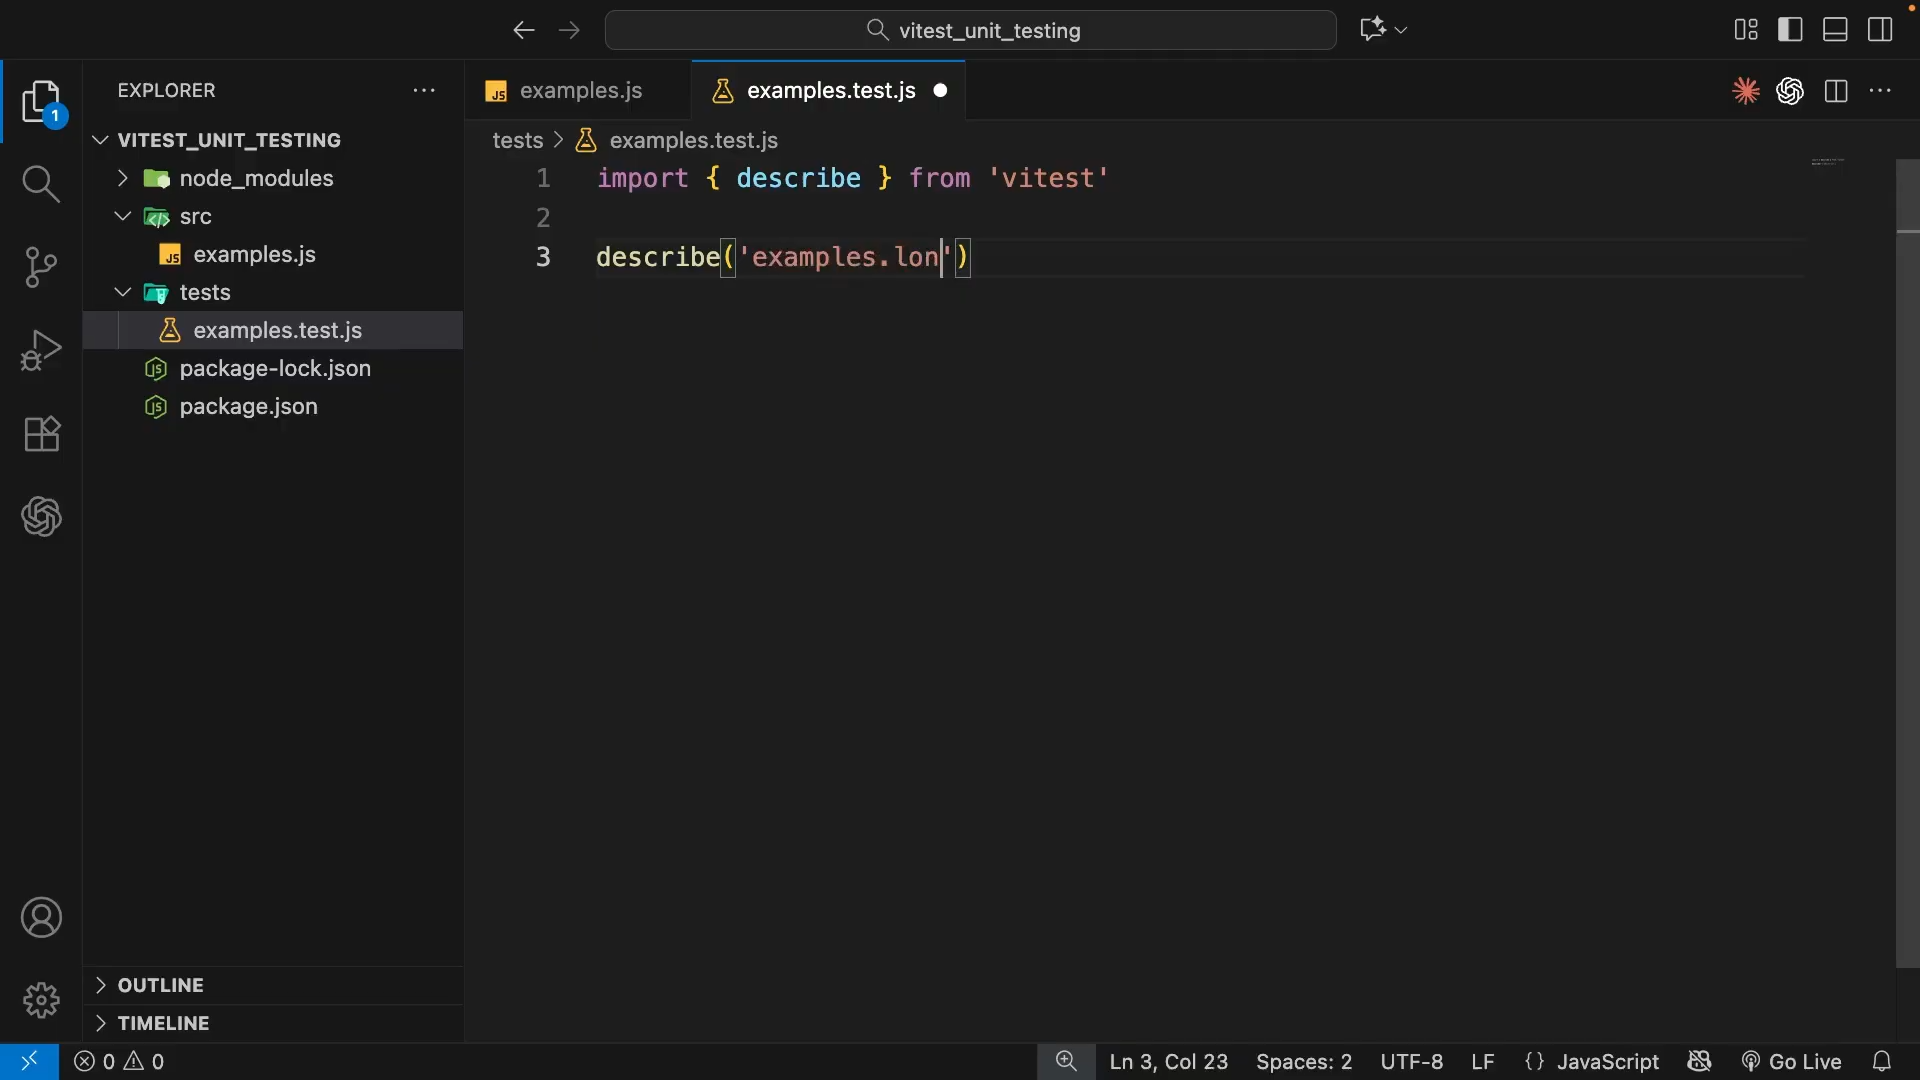 vitest_unit_testing
EXPLORER
VITEST_UNIT_TESTING
node_modules
src
examples.js
tests
examples.test.js
package-lock.json
package.json
OUTLINE
TIMELINE
1
examples.js
examples.test.js
tests > examples.test.js
1 import { describe } from 'vitest'
2
3 describe('examples.lon')
0 0
Ln 3, Col 23 Spaces: 2 UTF-8 LF {} JavaScript Go Live